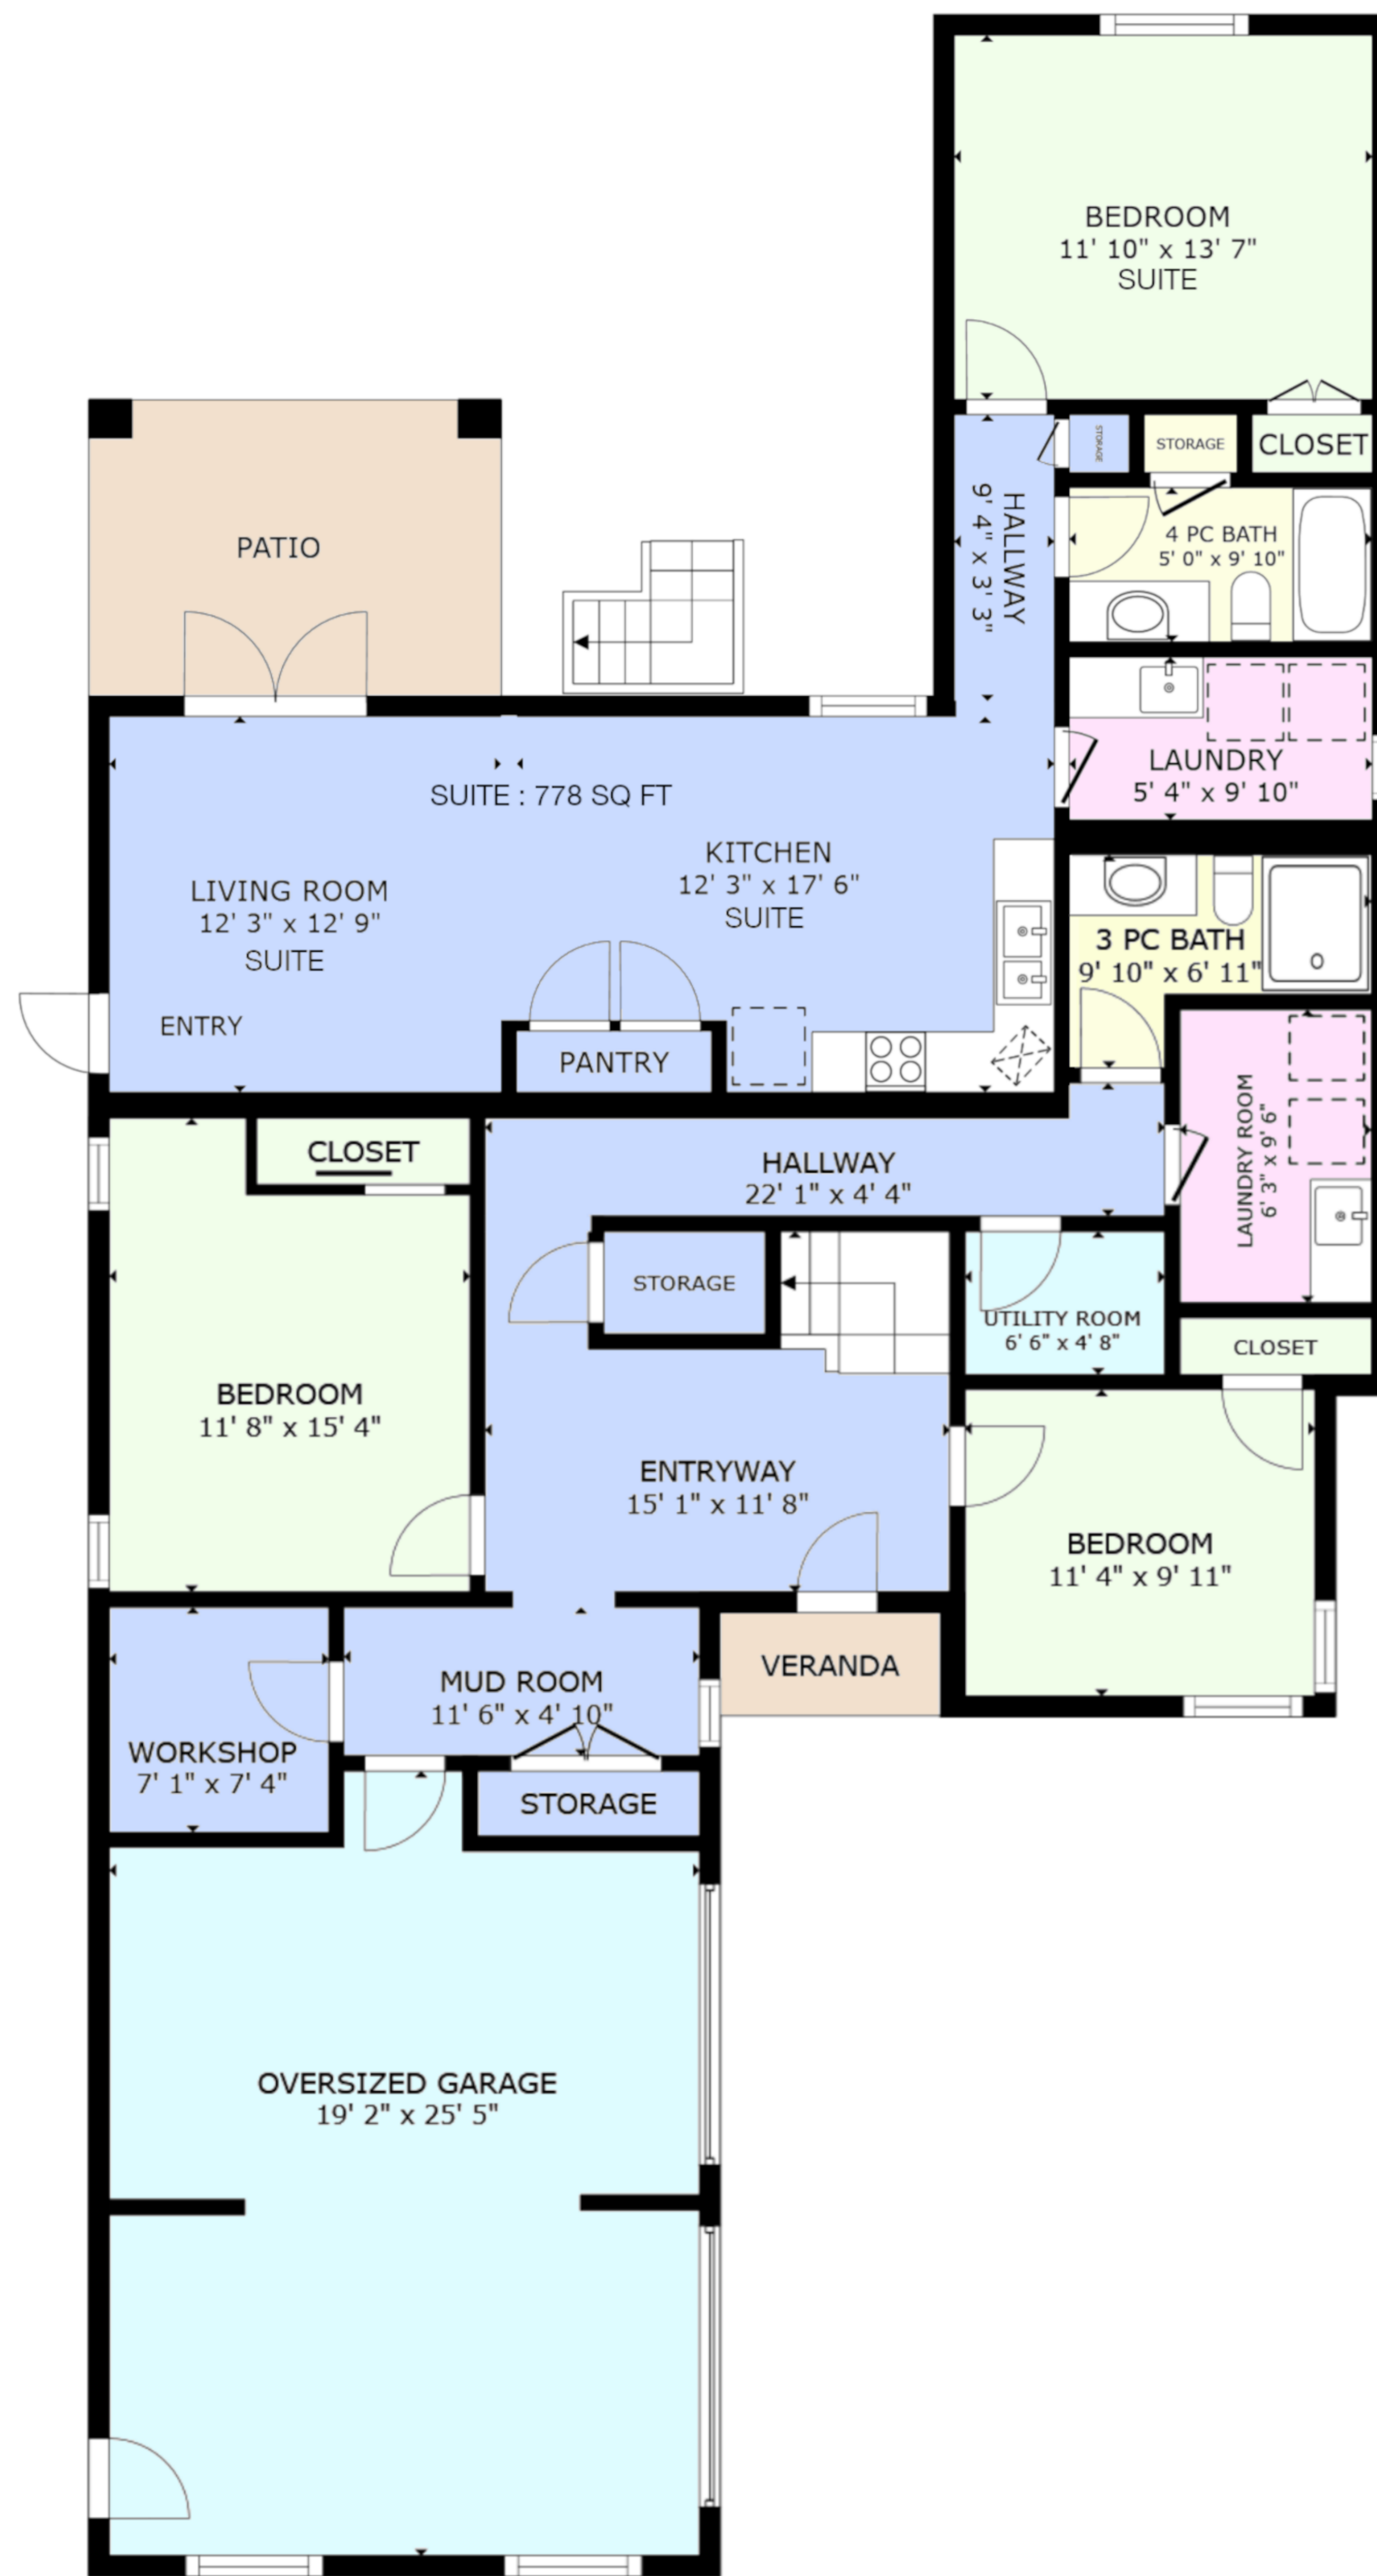 BEDROOM
11' 10" x 13' 7"
SUITE
STORAGE
STORAGE
CLOSET
HALLWAY
9' 4" x 3' 3"
4 PC BATH
5' 0" x 9' 10"
PATIO
LAUNDRY
5' 4" x 9' 10"
SUITE : 778 SQ FT
KITCHEN
12' 3" x 17' 6"
SUITE
LIVING ROOM
12' 3" x 12' 9"
SUITE
ENTRY
PANTRY
3 PC BATH
9' 10" x 6' 11"
LAUNDRY ROOM
6' 3" x 9' 6"
CLOSET
HALLWAY
22' 1" x 4' 4"
STORAGE
UTILITY ROOM
6' 6" x 4' 8"
CLOSET
BEDROOM
11' 8" x 15' 4"
ENTRYWAY
15' 1" x 11' 8"
BEDROOM
11' 4" x 9' 11"
VERANDA
MUD ROOM
11' 6" x 4' 10"
WORKSHOP
7' 1" x 7' 4"
STORAGE
OVERSIZED GARAGE
19' 2" x 25' 5"